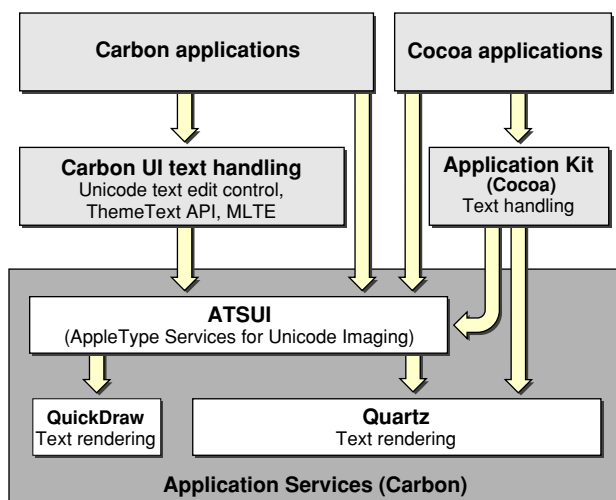 Carbon applications
Cocoa applications
Carbon UI text handling
Unicode text edit control,
ThemeText API, MLTE
Application Kit
(Cocoa)
Text handling
ATSUI
(AppleType Services for Unicode Imaging)
QuickDraw
Text rendering
Quartz
Text rendering
Application Services (Carbon)